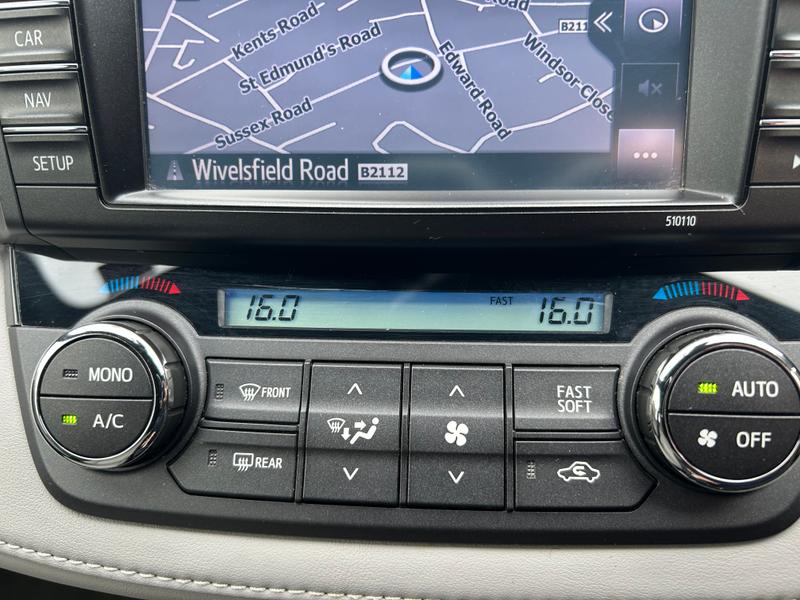 CAR
NAV
SETUP
Kents Road
St Edmund's Road
Sussex Road
Edward Road
Windsor Close
B211
Wivelsfield Road B2112
510110
16.0 FAST 16.0
MONO
A/C
FRONT
REAR
FAST
SOFT
AUTO
OFF